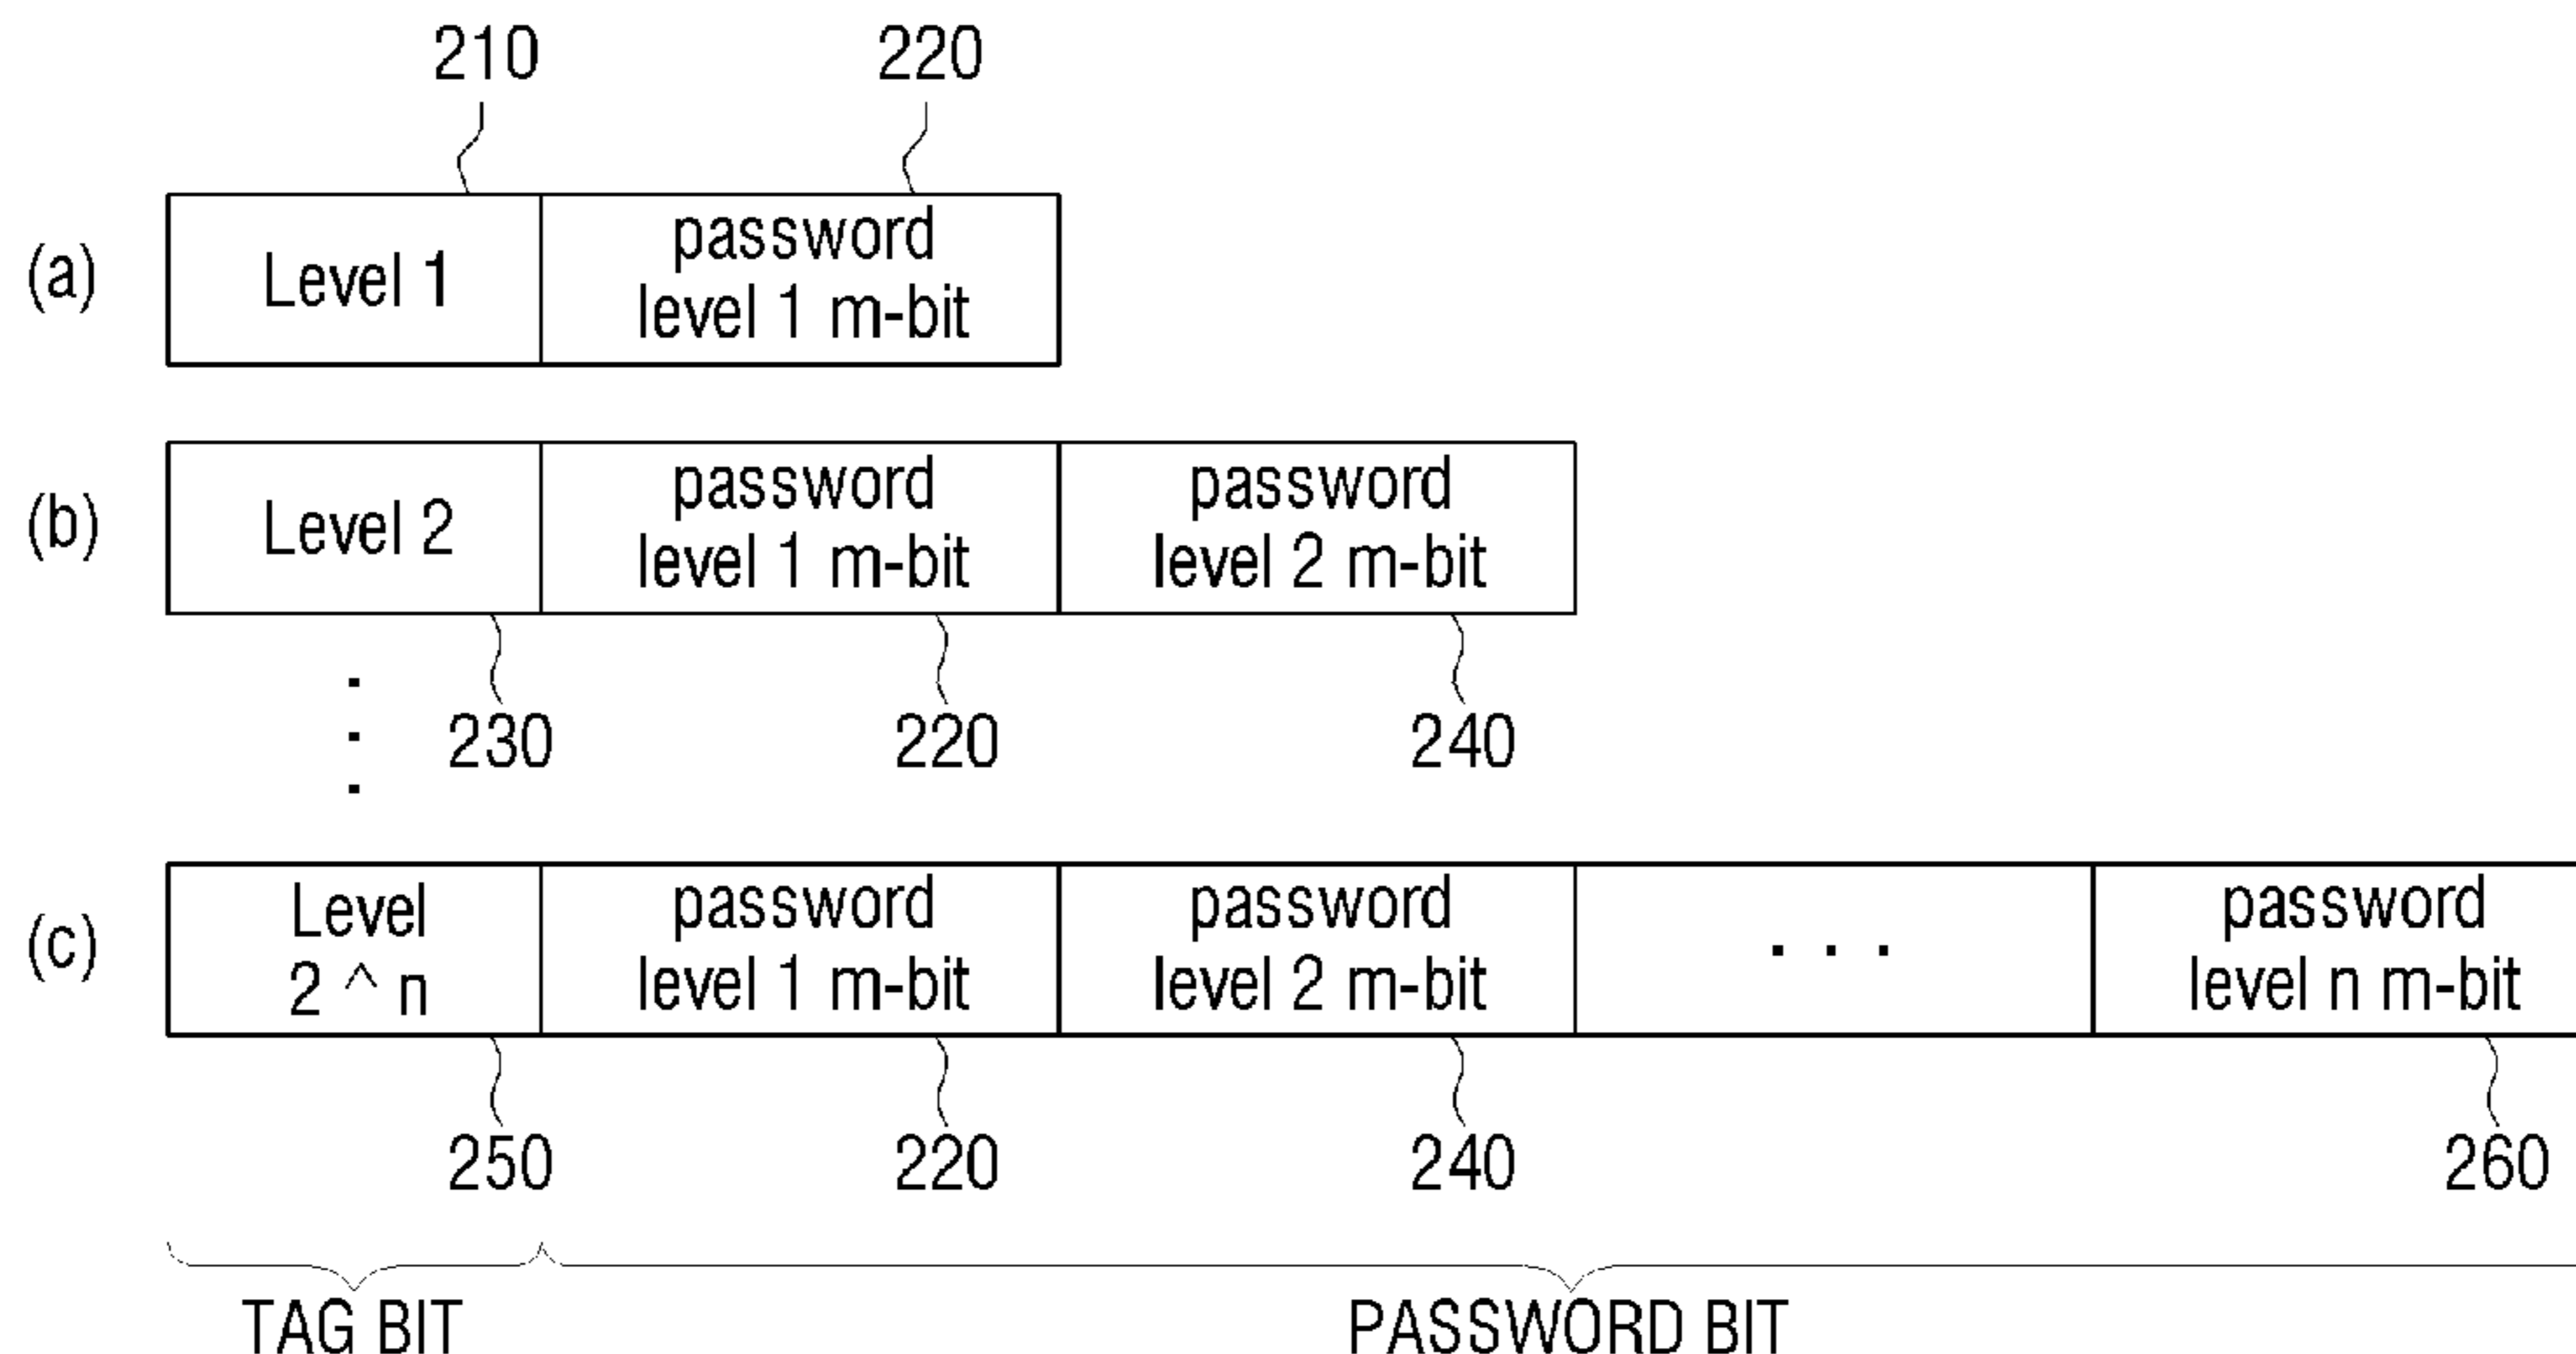 210 220
(a) Level 1 password
level 1 m-bit
(b) Level 2 password
level 1 m-bit password
level 2 m-bit
230 220 240
(c) Level
2 ^ n password
level 1 m-bit password
level 2 m-bit . . . password
level n m-bit
250 220 240 260
TAG BIT PASSWORD BIT